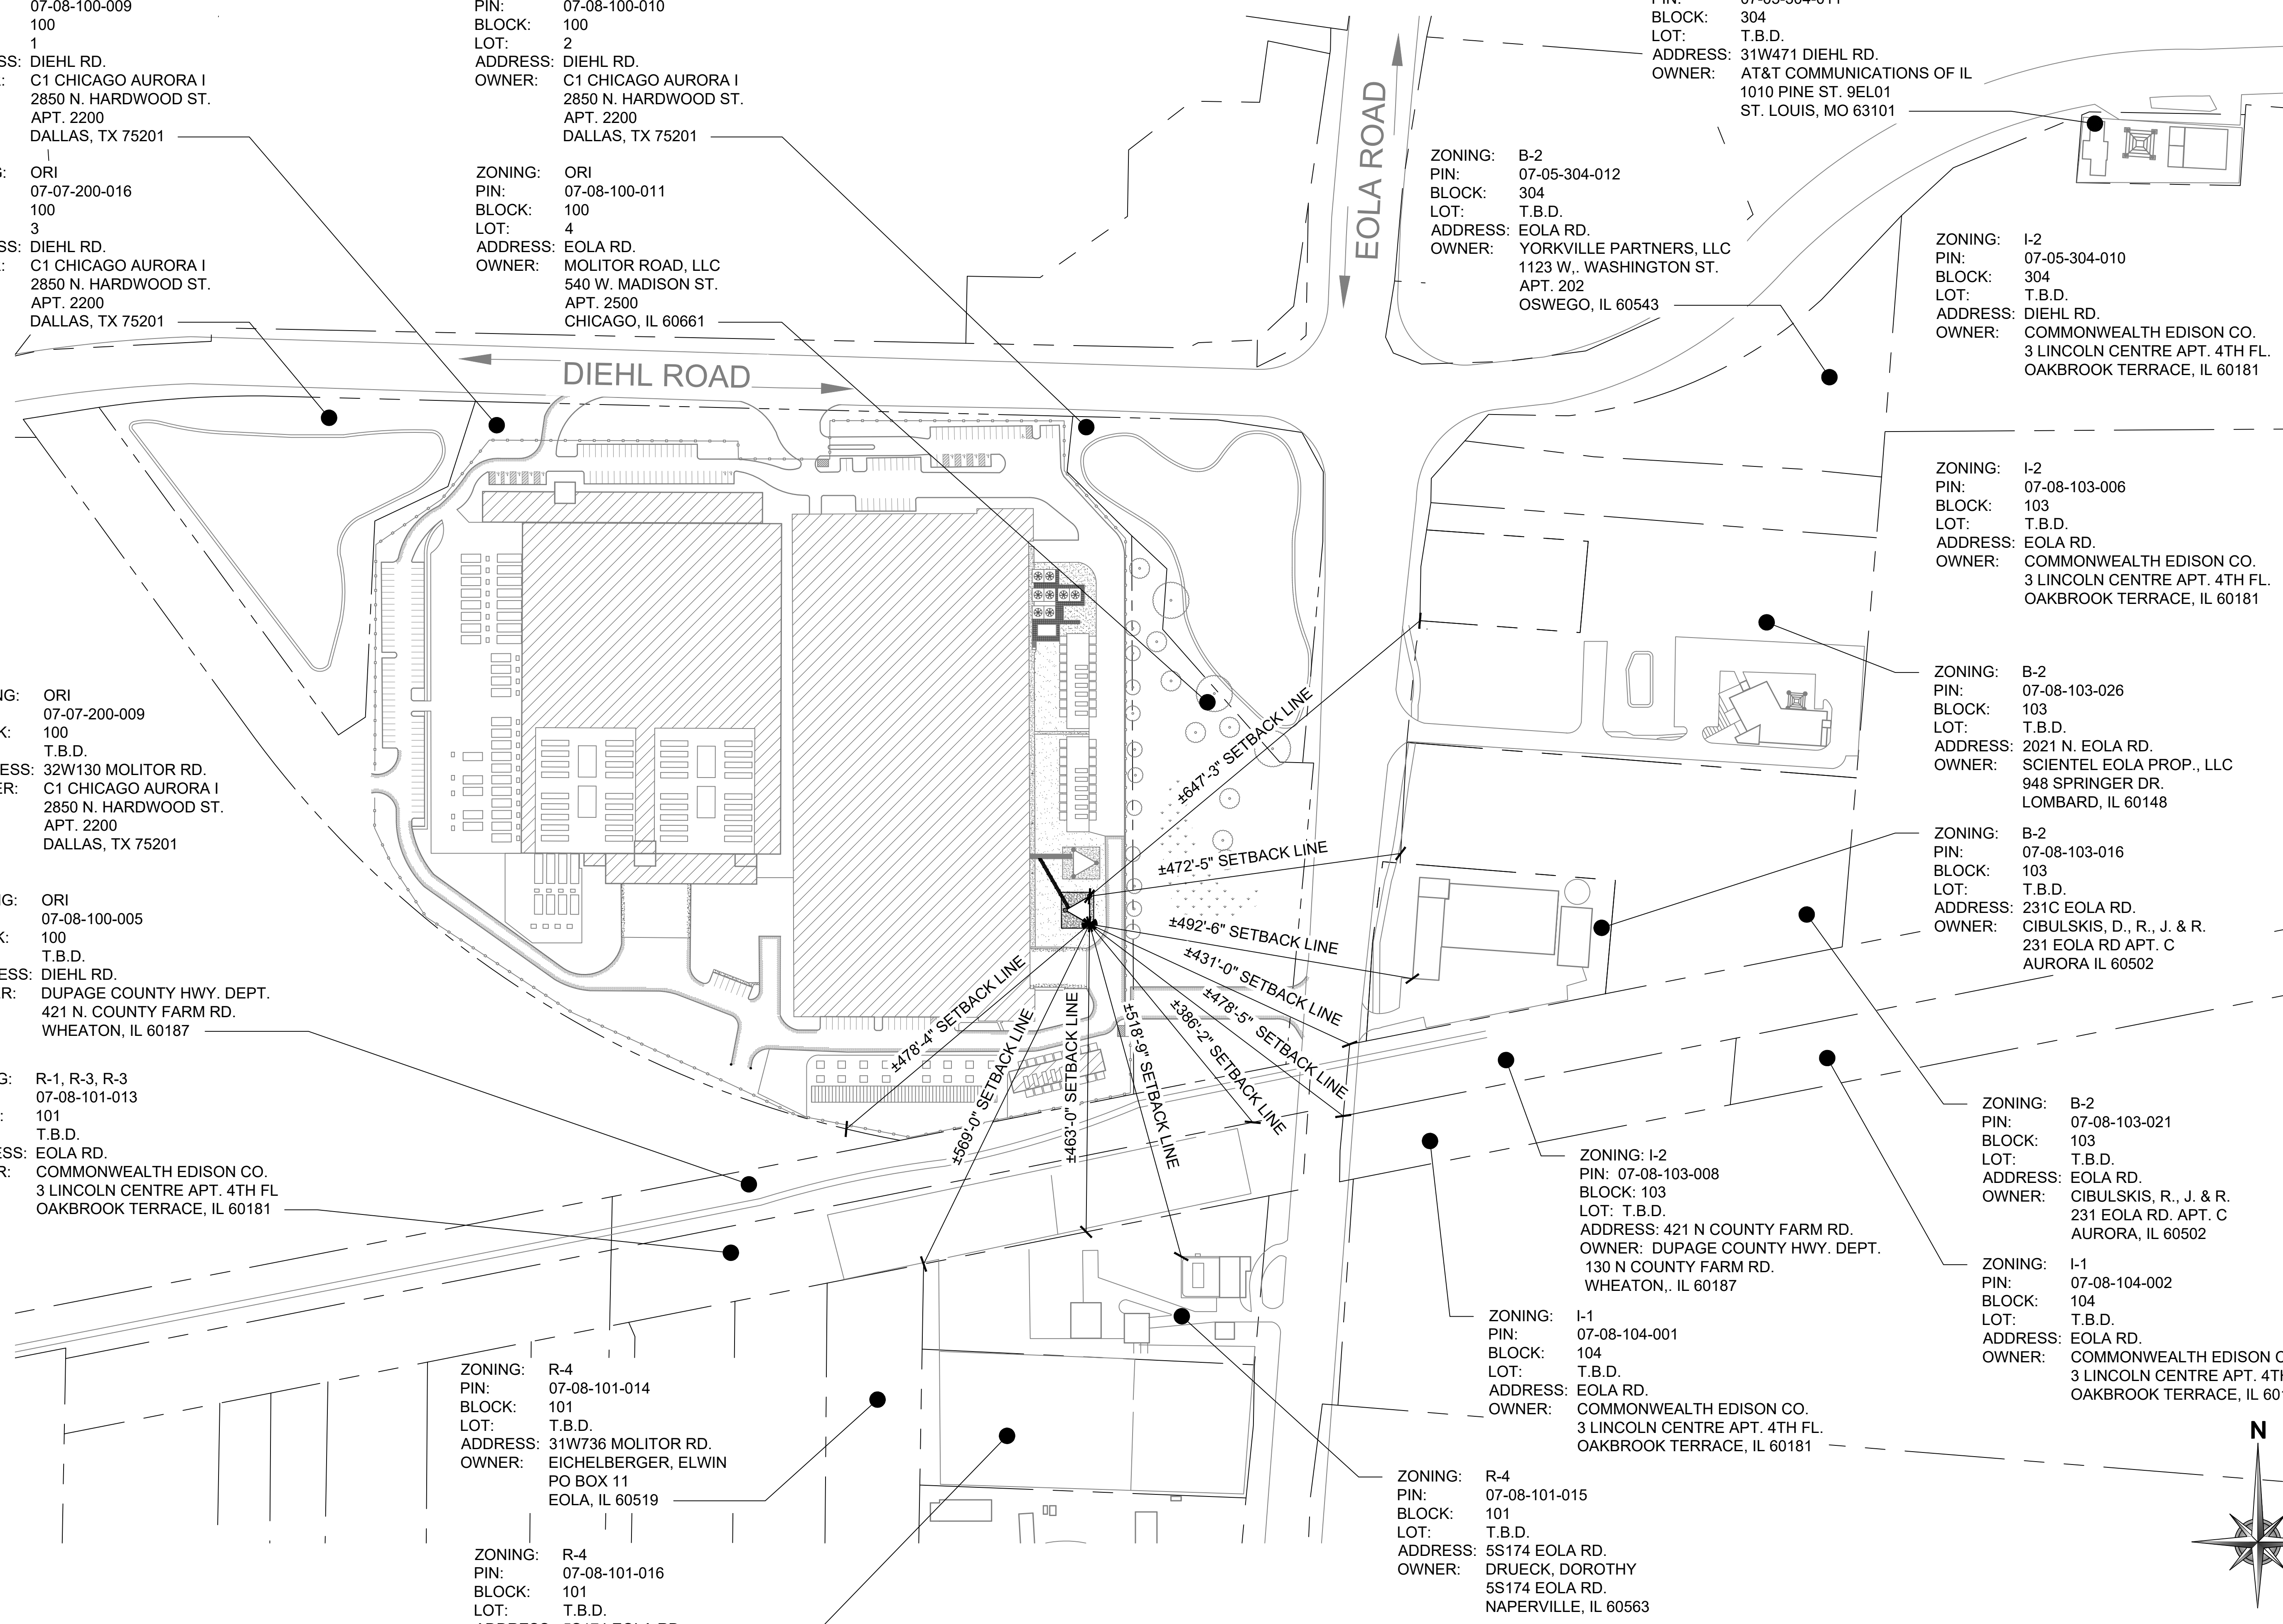 07-08-100-009
100
1
SS: DIEHL RD.
C1 CHICAGO AURORA I
2850 N. HARDWOOD ST.
APT. 2200
DALLAS, TX 75201
ORI
07-07-200-016
100
3
SS: DIEHL RD.
C1 CHICAGO AURORA I
2850 N. HARDWOOD ST.
APT. 2200
DALLAS, TX 75201
PIN: 07-08-100-010
BLOCK: 100
LOT: 2
ADDRESS: DIEHL RD.
OWNER: C1 CHICAGO AURORA I
2850 N. HARDWOOD ST.
APT. 2200
DALLAS, TX 75201
ZONING: ORI
PIN: 07-08-100-011
BLOCK: 100
LOT: 4
ADDRESS: EOLA RD.
OWNER: MOLITOR ROAD, LLC
540 W. MADISON ST.
APT. 2500
CHICAGO, IL 60661
EOLA ROAD
DIEHL ROAD
BLOCK: 304
LOT: T.B.D.
ADDRESS: 31W471 DIEHL RD.
OWNER: AT&T COMMUNICATIONS OF IL
1010 PINE ST. 9EL01
ST. LOUIS, MO 63101
ZONING: B-2
PIN: 07-05-304-012
BLOCK: 304
LOT: T.B.D.
ADDRESS: EOLA RD.
OWNER: YORKVILLE PARTNERS, LLC
1123 W,. WASHINGTON ST.
APT. 202
OSWEGO, IL 60543
ZONING: I-2
PIN: 07-05-304-010
BLOCK: 304
LOT: T.B.D.
ADDRESS: DIEHL RD.
OWNER: COMMONWEALTH EDISON CO.
3 LINCOLN CENTRE APT. 4TH FL.
OAKBROOK TERRACE, IL 60181
ZONING: I-2
PIN: 07-08-103-006
BLOCK: 103
LOT: T.B.D.
ADDRESS: EOLA RD.
OWNER: COMMONWEALTH EDISON CO.
3 LINCOLN CENTRE APT. 4TH FL.
OAKBROOK TERRACE, IL 60181
ZONING: B-2
PIN: 07-08-103-026
BLOCK: 103
LOT: T.B.D.
ADDRESS: 2021 N. EOLA RD.
OWNER: SCIENTEL EOLA PROP., LLC
948 SPRINGER DR.
LOMBARD, IL 60148
ZONING: B-2
PIN: 07-08-103-016
BLOCK: 103
LOT: T.B.D.
ADDRESS: 231C EOLA RD.
OWNER: CIBULSKIS, D., R., J. & R.
231 EOLA RD APT. C
AURORA IL 60502
NG: ORI
07-07-200-009
K: 100
T.B.D.
ESS: 32W130 MOLITOR RD.
ER: C1 CHICAGO AURORA I
2850 N. HARDWOOD ST.
APT. 2200
DALLAS, TX 75201
NG: ORI
07-08-100-005
K: 100
T.B.D.
ESS: DIEHL RD.
R: DUPAGE COUNTY HWY. DEPT.
421 N. COUNTY FARM RD.
WHEATON, IL 60187
G: R-1, R-3, R-3
07-08-101-013
101
T.B.D.
ESS: EOLA RD.
R: COMMONWEALTH EDISON CO.
3 LINCOLN CENTRE APT. 4TH FL
OAKBROOK TERRACE, IL 60181
±647'-3" SETBACK LINE
±472'-5" SETBACK LINE
±492'-6" SETBACK LINE
±431'-0" SETBACK LINE
±478'-5" SETBACK LINE
±386'-2" SETBACK LINE
±518'-9" SETBACK LINE
±463'-0" SETBACK LINE
±569'-0" SETBACK LINE
±478'-4" SETBACK LINE
ZONING: B-2
PIN: 07-08-103-021
BLOCK: 103
LOT: T.B.D.
ADDRESS: EOLA RD.
OWNER: CIBULSKIS, R., J. & R.
231 EOLA RD. APT. C
AURORA, IL 60502
ZONING: I-2
PIN: 07-08-103-008
BLOCK: 103
LOT: T.B.D.
ADDRESS: 421 N COUNTY FARM RD.
OWNER: DUPAGE COUNTY HWY. DEPT.
130 N COUNTY FARM RD.
WHEATON,. IL 60187
ZONING: I-1
PIN: 07-08-104-002
BLOCK: 104
LOT: T.B.D.
ADDRESS: EOLA RD.
OWNER: COMMONWEALTH EDISON
3 LINCOLN CENTRE APT.
OAKBROOK TERRACE, IL
ZONING: I-1
PIN: 07-08-104-001
BLOCK: 104
LOT: T.B.D.
ADDRESS: EOLA RD.
OWNER: COMMONWEALTH EDISON CO.
3 LINCOLN CENTRE APT. 4TH FL.
OAKBROOK TERRACE, IL 60181
ZONING: R-4
PIN: 07-08-101-014
BLOCK: 101
LOT: T.B.D.
ADDRESS: 31W736 MOLITOR RD.
OWNER: EICHELBERGER, ELWIN
PO BOX 11
EOLA, IL 60519
ZONING: R-4
PIN: 07-08-101-015
BLOCK: 101
LOT: T.B.D.
ADDRESS: 5S174 EOLA RD.
OWNER: DRUECK, DOROTHY
5S174 EOLA RD.
NAPERVILLE, IL 60563
ZONING: R-4
PIN: 07-08-101-016
BLOCK: 101
LOT: T.B.D.
N